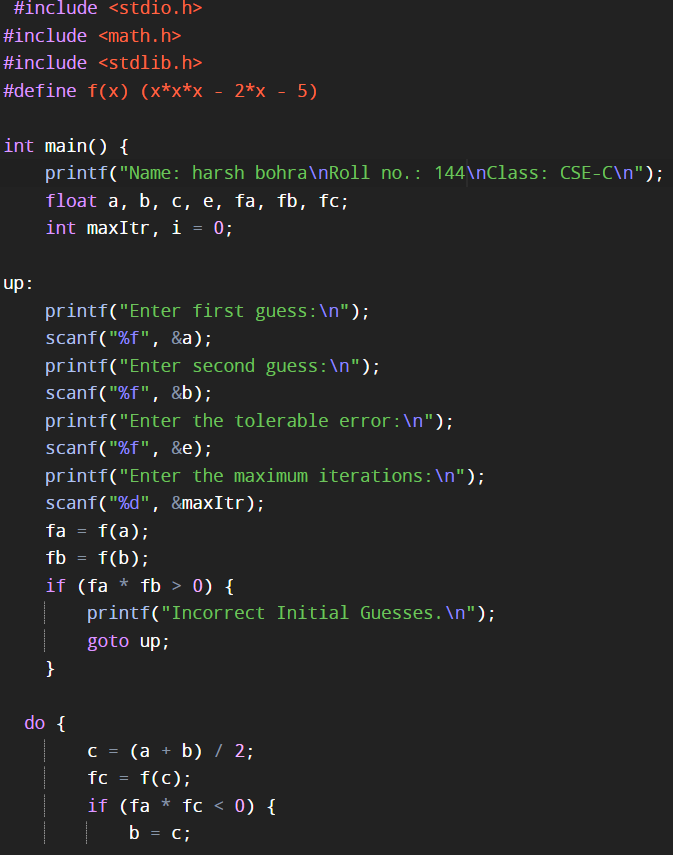 #include <stdio.h>
#include <math.h>
#include <stdlib.h>
#define f(x) (x*x*x - 2*x - 5)
int main() {
printf("Name: harsh bohra\nRoll no.: 144\nClass: CSE-C\n");
float a, b, c, e, fa, fb, fc;
int maxItr, i = 0;
up:
printf("Enter first guess:\n");
scanf("%f", &a);
printf("Enter second guess:\n");
scanf("%f", &b);
printf("Enter the tolerable error:\n");
scanf("%f", &e);
printf("Enter the maximum iterations:\n");
scanf("%d", &maxItr);
fa = f(a);
fb = f(b);
if (fa * fb > 0) {
printf("Incorrect Initial Guesses.\n");
goto up;
}
do {
c = (a + b) / 2;
fc = f(c);
if (fa * fc < 0) {
b = c;